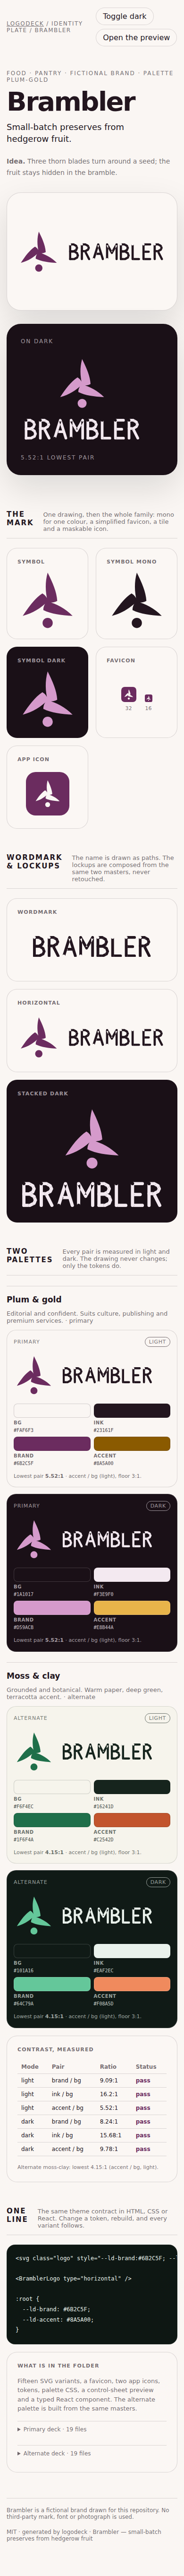 LOGODECK / IDENTITY
PLATE / BRAMBLER
Toggle dark
Open the preview
FOOD · PANTRY · FICTIONAL BRAND · PALETTE
PLUM-GOLD
Brambler
Small-batch preserves from
hedgerow fruit.
Idea. Three thorn blades turn around a seed; the
fruit stays hidden in the bramble.
BRAMBLER
ON DARK
BRAMBLER
5.52:1 LOWEST PAIR
THE
MARK
One drawing, then the whole family: mono
for one colour, a simplified favicon, a tile
and a maskable icon.
SYMBOL
SYMBOL MONO
SYMBOL DARK
FAVICON
32
16
APP ICON
WORDMARK
& LOCKUPS
The name is drawn as paths. The
lockups are composed from the
same two masters, never
retouched.
WORDMARK
BRAMBLER
HORIZONTAL
BRAMBLER
STACKED DARK
BRAMBLER
TWO
PALETTES
Every pair is measured in light and
dark. The drawing never changes;
only the tokens do.
Plum & gold
Editorial and confident. Suits culture, publishing and
premium services. · primary
PRIMARY
LIGHT
BRAMBLER
BG
#FAF6F3
INK
#23161F
BRAND
#6B2C5F
ACCENT
#8A5A00
Lowest pair 5.52:1 · accent / bg (light), floor 3:1.
PRIMARY
DARK
BRAMBLER
BG
#1A1017
INK
#F3E9F0
BRAND
#D59ACB
ACCENT
#E8B44A
Lowest pair 5.52:1 · accent / bg (light), floor 3:1.
Moss & clay
Grounded and botanical. Warm paper, deep green,
terracotta accent. · alternate
ALTERNATE
LIGHT
BRAMBLER
BG
#F6F4EC
INK
#16241D
BRAND
#1F6F4A
ACCENT
#C2542D
Lowest pair 4.15:1 · accent / bg (light), floor 3:1.
ALTERNATE
DARK
BRAMBLER
BG
#101A16
INK
#EAF2EC
BRAND
#64C79A
ACCENT
#F08A5D
Lowest pair 4.15:1 · accent / bg (light), floor 3:1.
CONTRAST, MEASURED
Mode Pair Ratio Status
light brand / bg 9.09:1 pass
light ink / bg 16.2:1 pass
light accent / bg 5.52:1 pass
dark brand / bg 8.24:1 pass
dark ink / bg 15.68:1 pass
dark accent / bg 9.78:1 pass
Alternate moss-clay: lowest 4.15:1 (accent / bg, light).
ONE
LINE
The same theme contract in HTML, CSS or
React. Change a token, rebuild, and every
variant follows.
<svg class="logo" style="--ld-brand:#6B2C5F; --
<BramblerLogo type="horizontal" />
:root {
--ld-brand: #6B2C5F;
--ld-accent: #8A5A00;
}
WHAT IS IN THE FOLDER
Fifteen SVG variants, a favicon, two app icons,
tokens, palette CSS, a control-sheet preview
and a typed React component. The alternate
palette is built from the same masters.
▸ Primary deck · 19 files
▸ Alternate deck · 19 files
Brambler is a fictional brand drawn for this repository. No
third-party mark, font or photograph is used.
MIT · generated by logodeck · Brambler — small-batch
preserves from hedgerow fruit